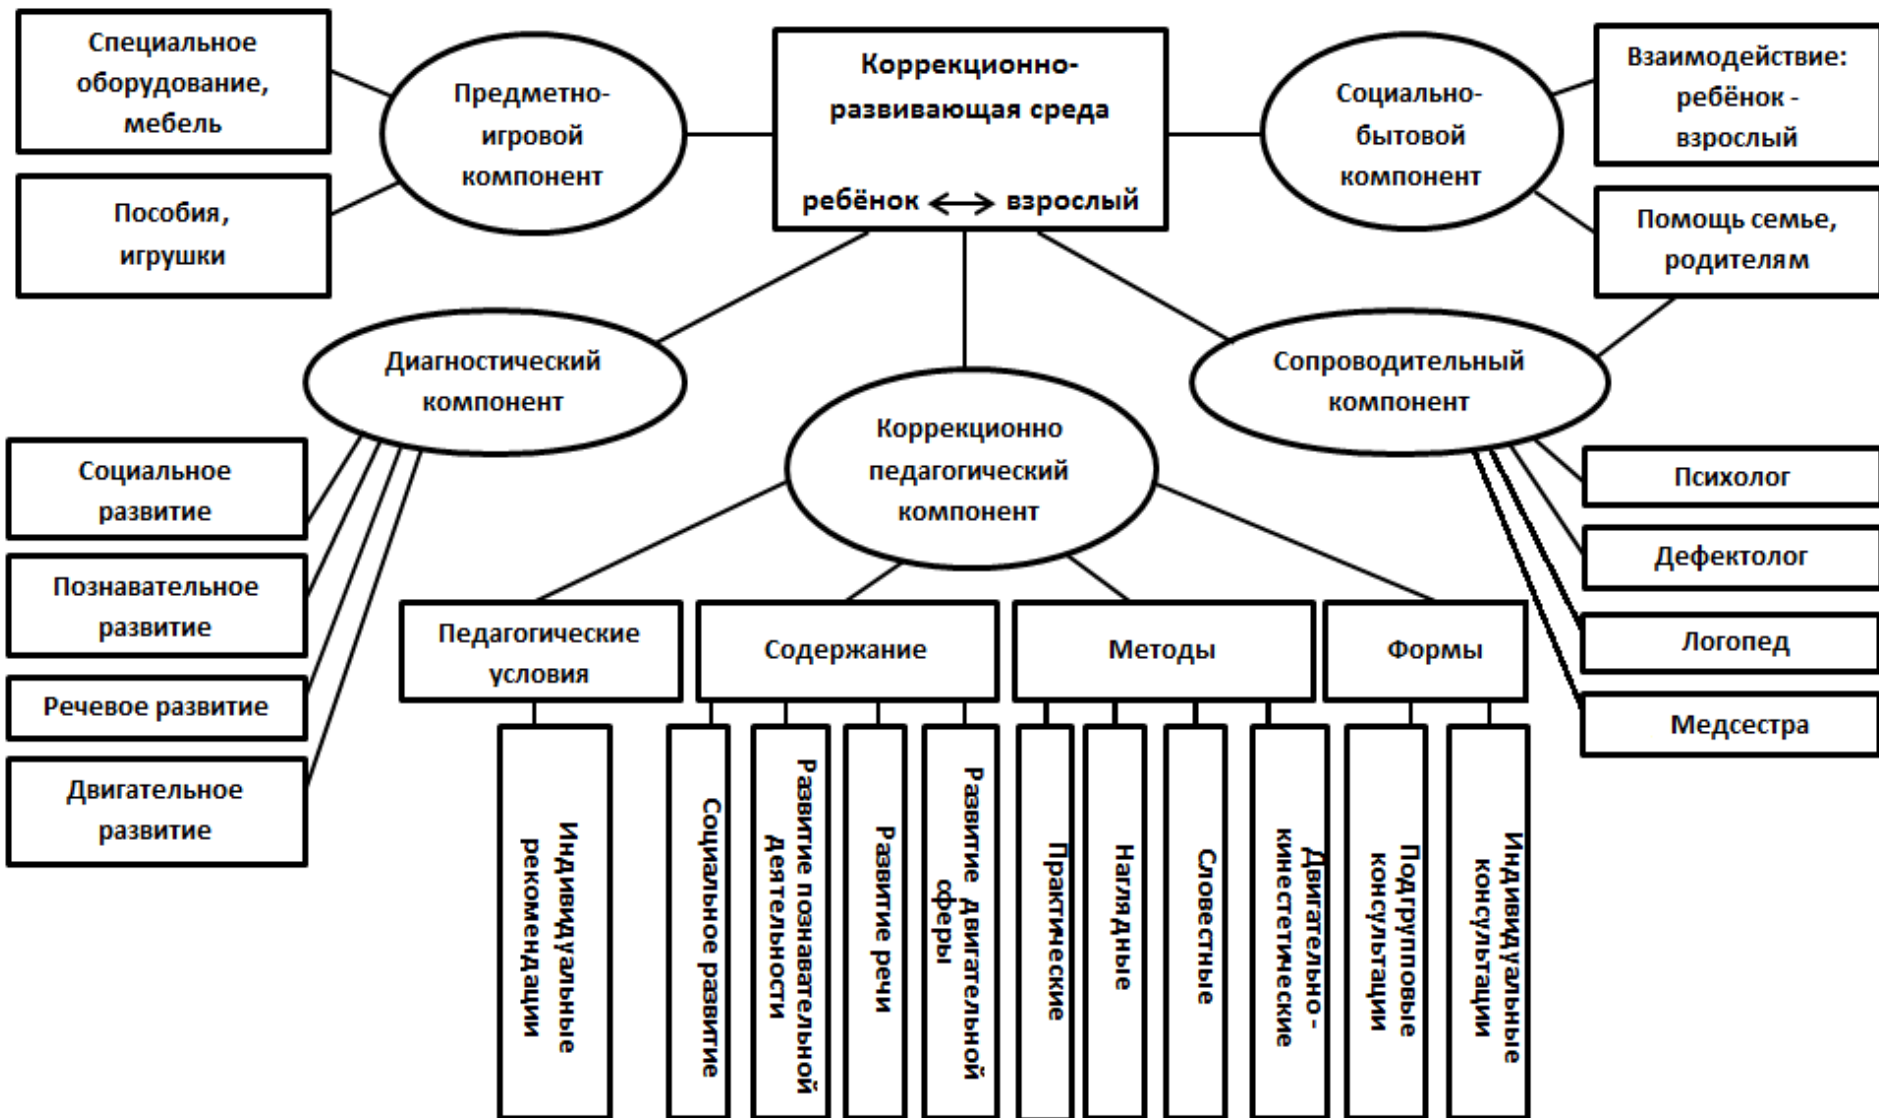 Специальное
оборудование,
мебель
Предметно-
игровой
компонент
Коррекционно-
развивающая среда
ребёнок ⟷ взрослый
Социально-
бытовой
компонент
Взаимодействие:
ребёнок -
взрослый
Пособия,
игрушки
Помощь семье,
родителям
Диагностический
компонент
Коррекционно
педагогический
компонент
Сопроводительный
компонент
Социальное
развитие
Познавательное
развитие
Речевое развитие
Двигательное
развитие
Психолог
Дефектолог
Логопед
Медсестра
Педагогические
условия
Содержание
Методы
Формы
Индивидуальные
рекомендации
Социальное развитие
Развитие познавательной
деятельности
Развитие речи
Развитие двигательной
сферы
Практические
Наглядные
Словестные
Двигательно-
кинестетические
Подгрупповые
консультации
Индивидуальные
консультации